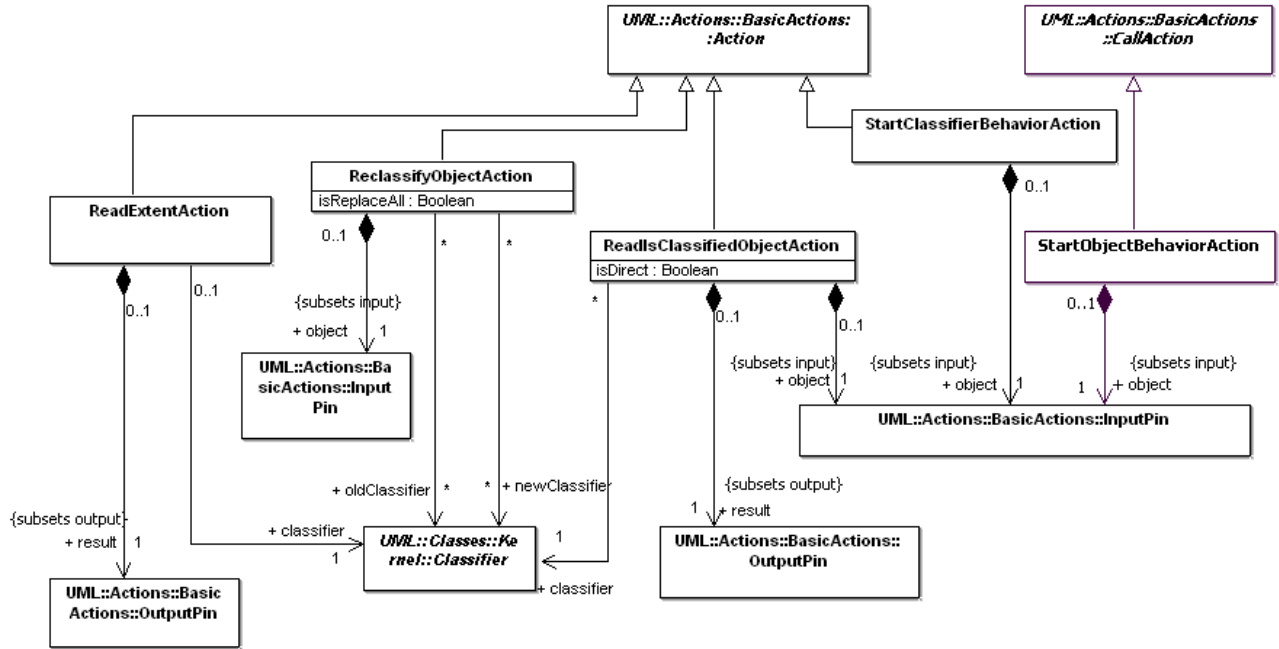 UML::Actions::BasicActions:
:Action
UML::Actions::BasicActions
::CallAction
StartClassifierBehaviorAction
0..1
ReclassifyObjectAction
isReplaceAll : Boolean
ReadExtentAction
0..1
* *
ReadIsClassifiedObjectAction
isDirect : Boolean
StartObjectBehaviorAction
0..1 0..1
*
0..1 0..1
0..1
{subsets input}
+ object 1
UML::Actions::Ba
sicActions::Input
Pin
{subsets input}
+ object 1
{subsets input}
+ object 1
{subsets input}
1 + object
UML::Actions::BasicActions::InputPin
+ oldClassifier * * + newClassifier
{subsets output}
1 + result
{subsets output}
+ result 1
+ classifier
1
UML::Classes::Ke
rnel::Classifier
1
+ classifier
UML::Actions::BasicActions::
OutputPin
UML::Actions::Basic
Actions::OutputPin